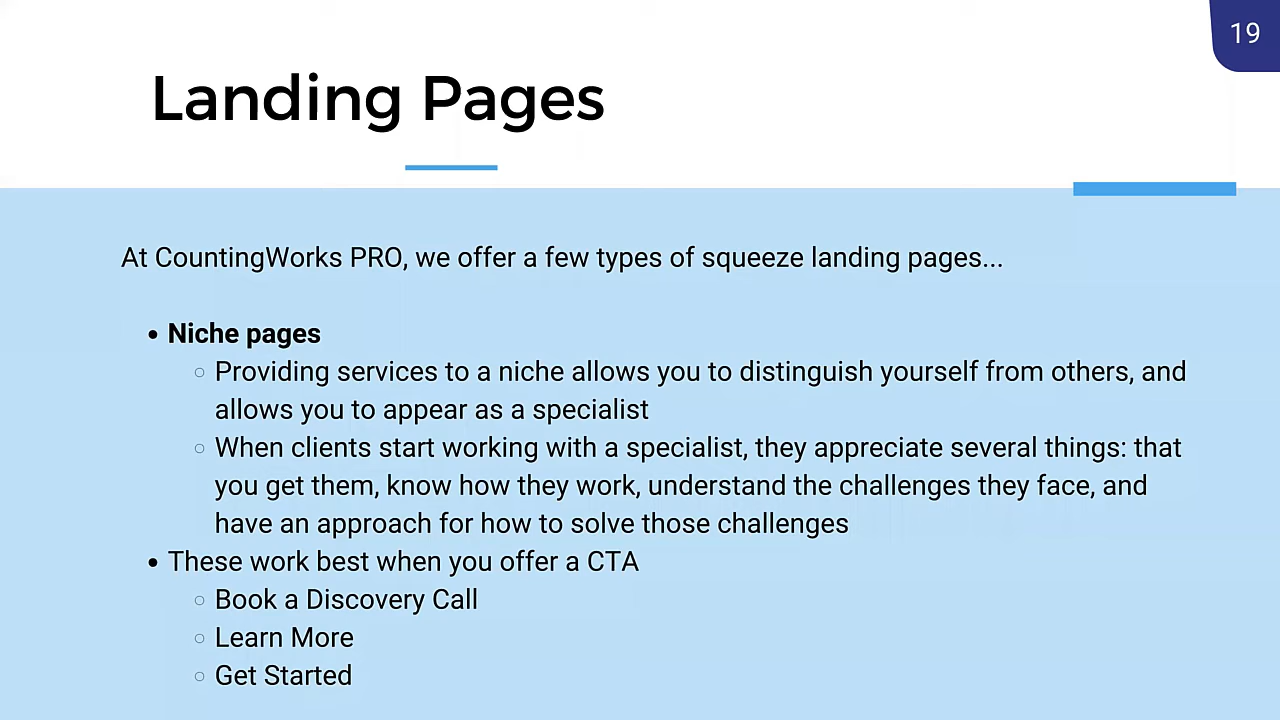 19
Landing Pages
At CountingWorks PRO, we offer a few types of squeeze landing pages...
• Niche pages
○ Providing services to a niche allows you to distinguish yourself from others, and
allows you to appear as a specialist
○ When clients start working with a specialist, they appreciate several things: that
you get them, know how they work, understand the challenges they face, and
have an approach for how to solve those challenges
• These work best when you offer a CTA
○ Book a Discovery Call
○ Learn More
○ Get Started